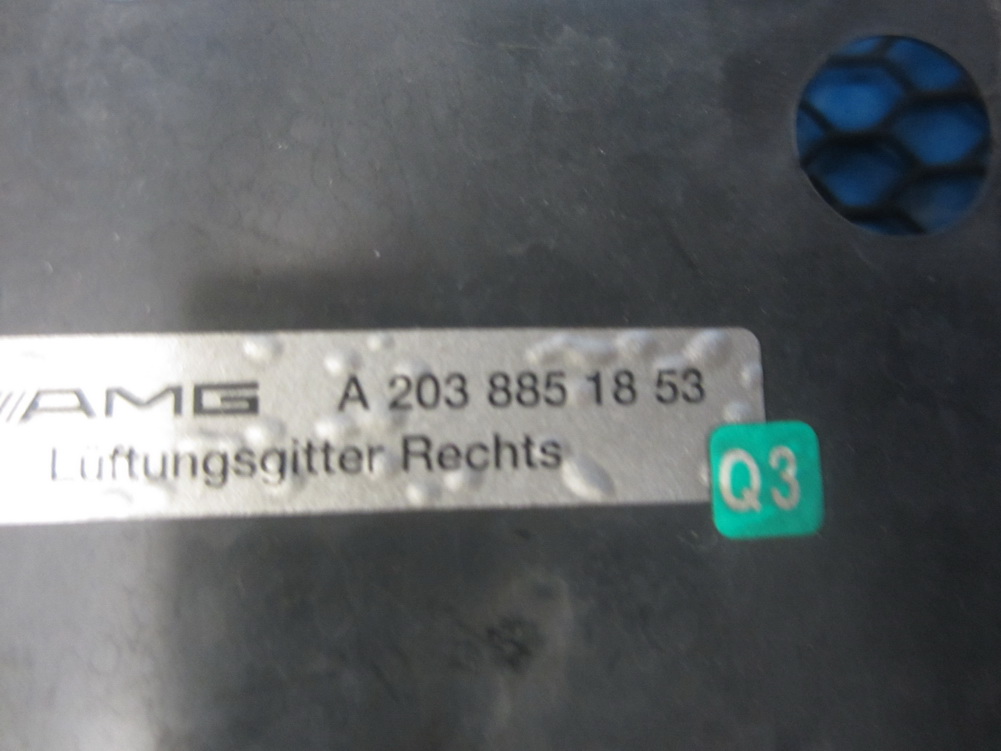 AMG A 203 885 18 53
Lüftungsgitter Rechts
Q3